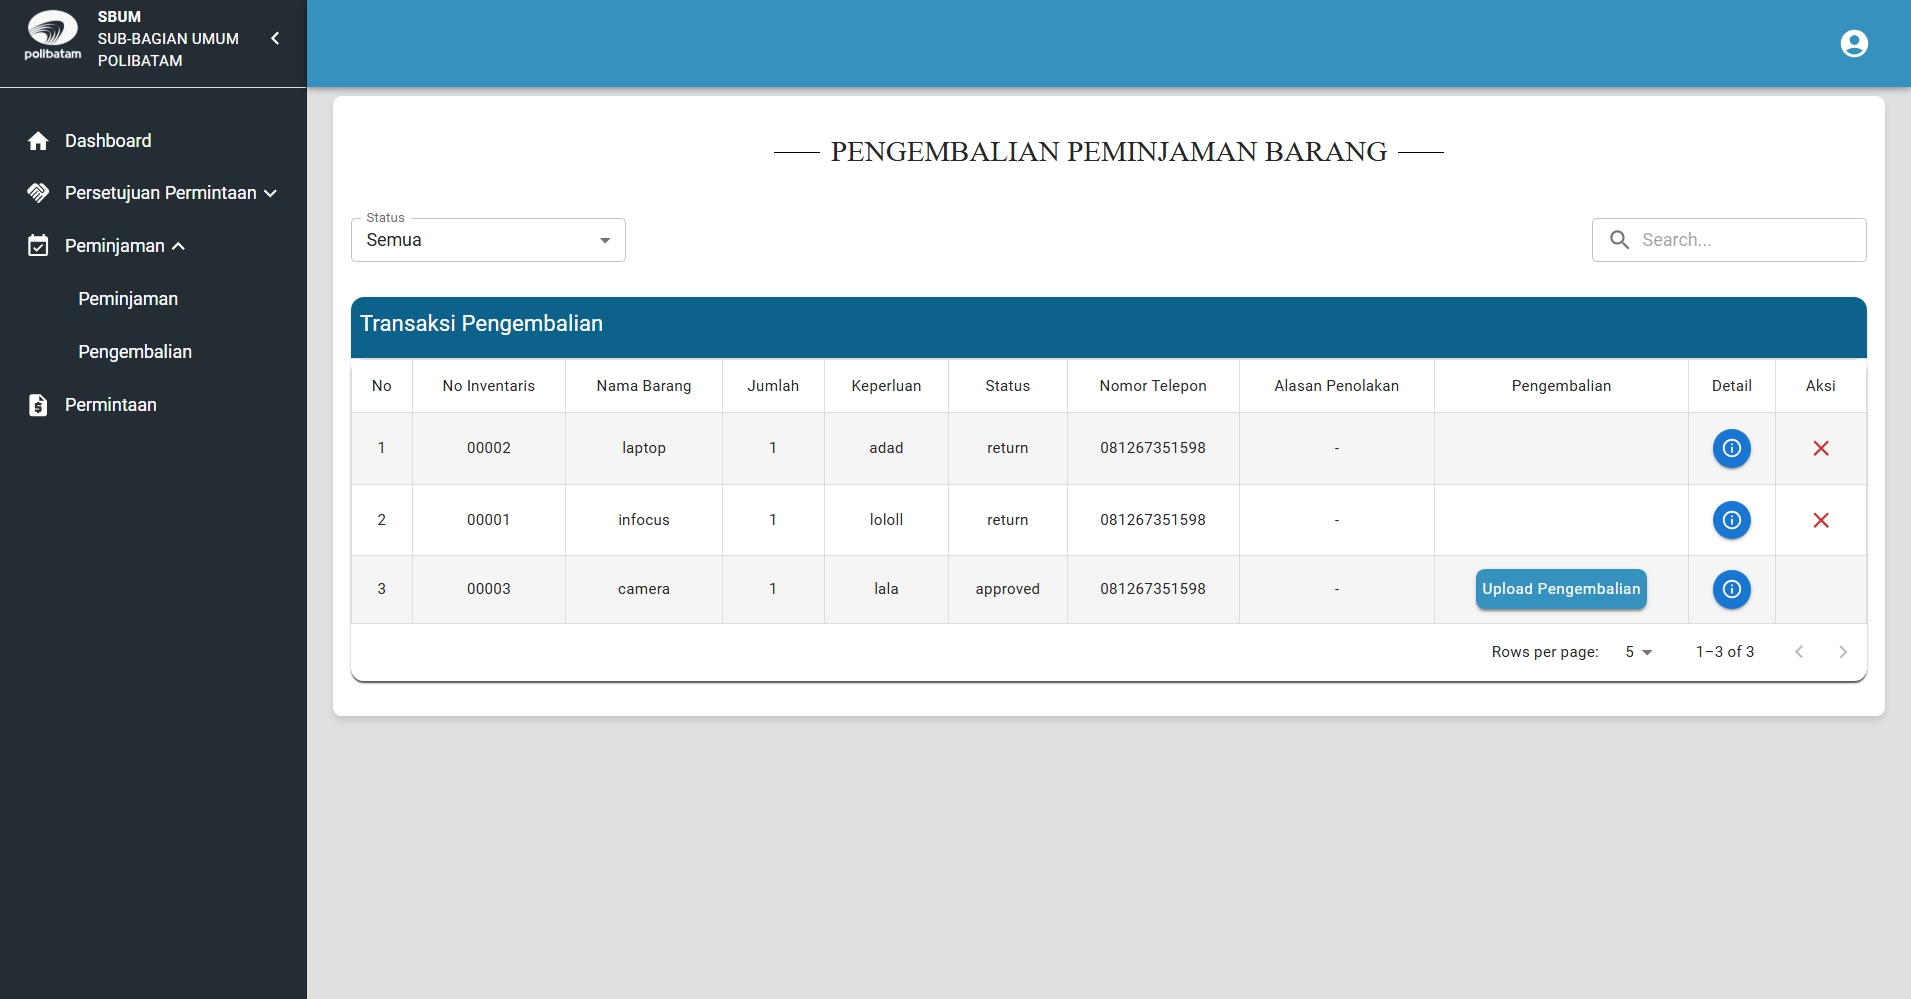 polibatam
SBUM
SUB-BAGIAN UMUM
POLIBATAM
Dashboard
Persetujuan Permintaan
Peminjaman
Peminjaman
Pengembalian
Permintaan
PENGEMBALIAN PEMINJAMAN BARANG
Status
Semua
Search...
Transaksi Pengembalian
No No Inventaris Nama Barang Jumlah Keperluan Status Nomor Telepon Alasan Penolakan Pengembalian Detail Aksi
1 00002 laptop 1 adad return 081267351598 -
2 00001 infocus 1 lololl return 081267351598 -
3 00003 camera 1 lala approved 081267351598 - Upload Pengembalian
Rows per page: 5 1–3 of 3